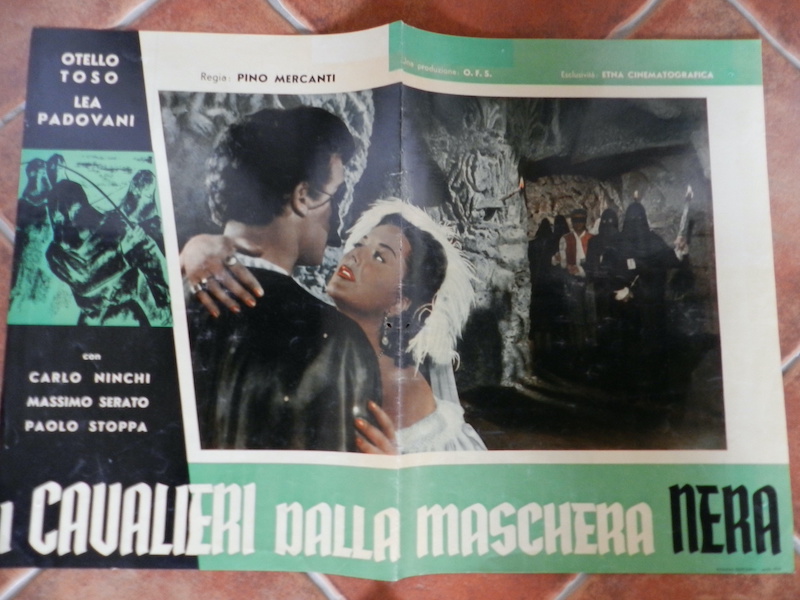 OTELLO
TOSO
LEA
PADOVANI
Regia: PINO MERCANTI
Una produzione: O.F.S.
Esclusività: ETNA CINEMATOGRAFICA
con
CARLO NINCHI
MASSIMO SERATO
PAOLO STOPPA
I CAVALIERI DALLA MASCHERA NERA